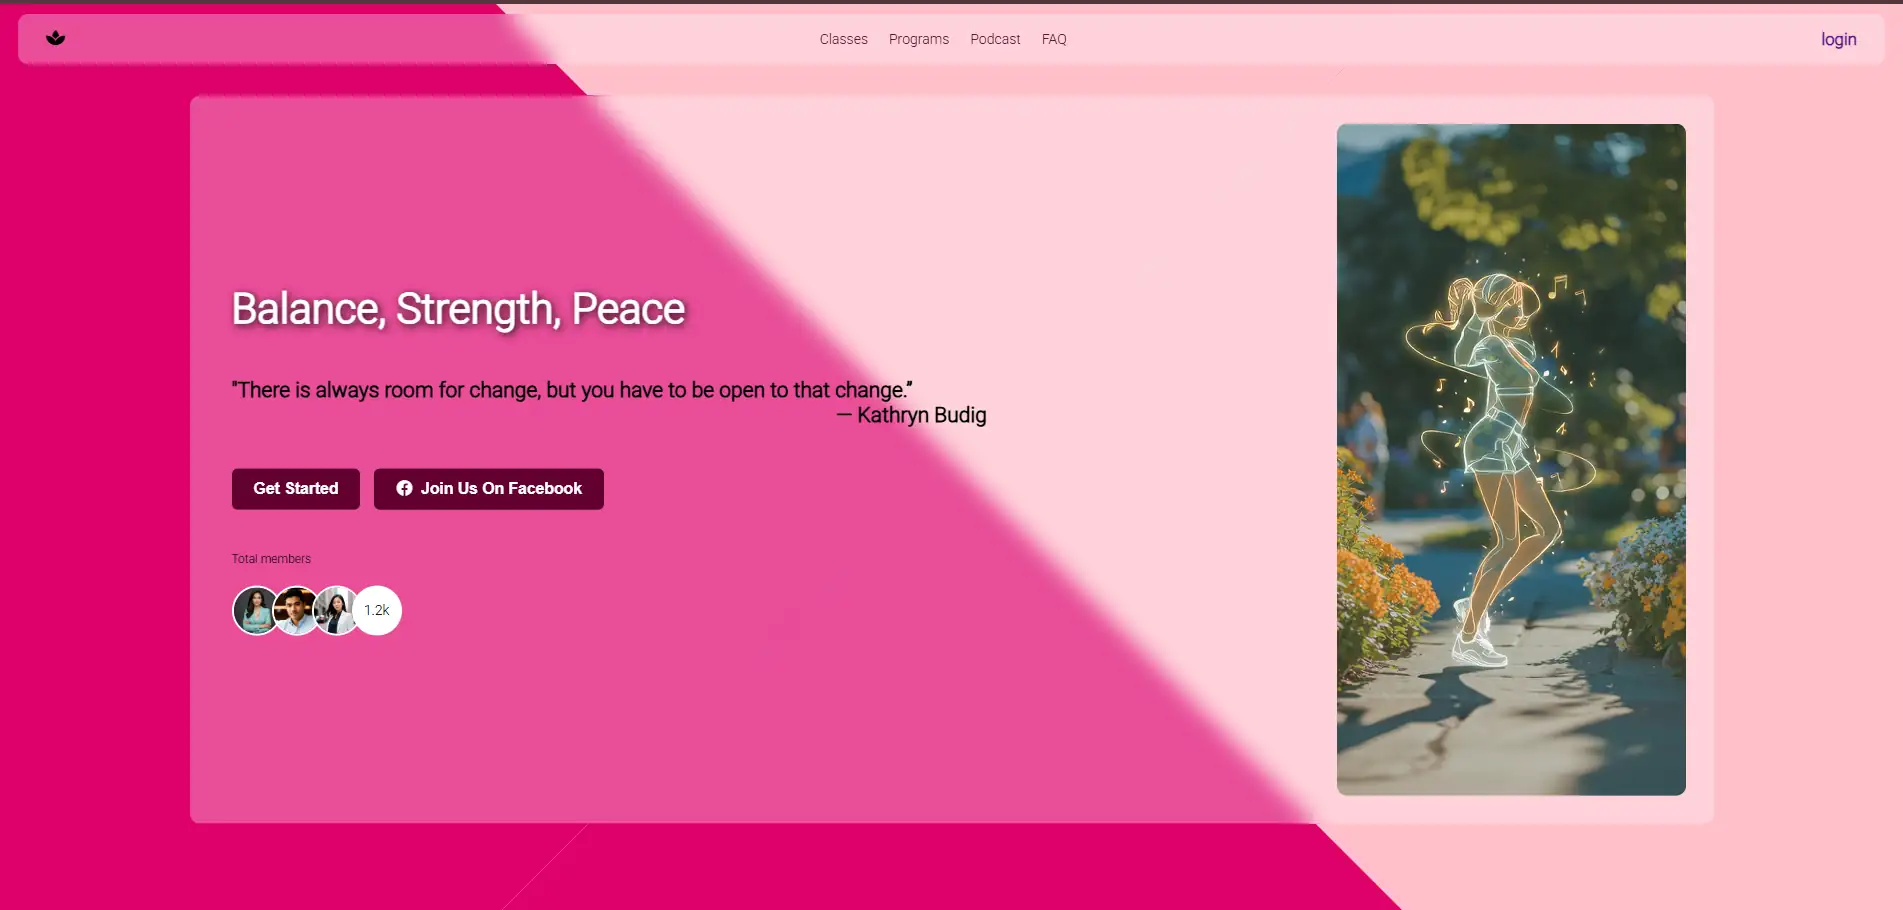 Classes Programs Podcast FAQ
login
Balance, Strength, Peace
"There is always room for change, but you have to be open to that change.”
— Kathryn Budig
Get Started
Join Us On Facebook
Total members
1.2k